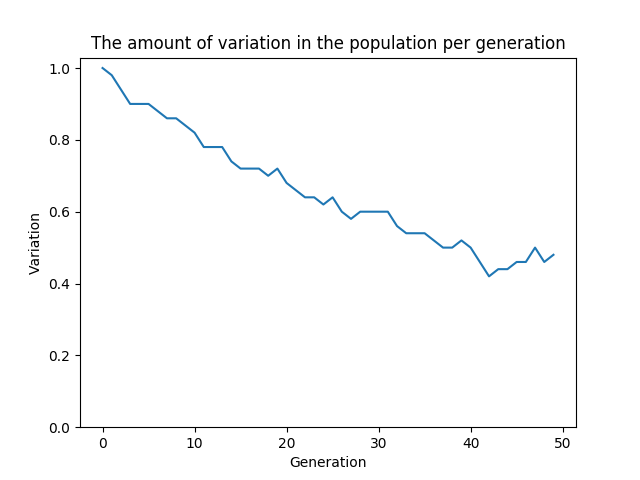 The amount of variation in the population per generation
1.0
0.8
0.6
0.4
0.2
0.0
Variation
0 10 20 30 40 50
Generation